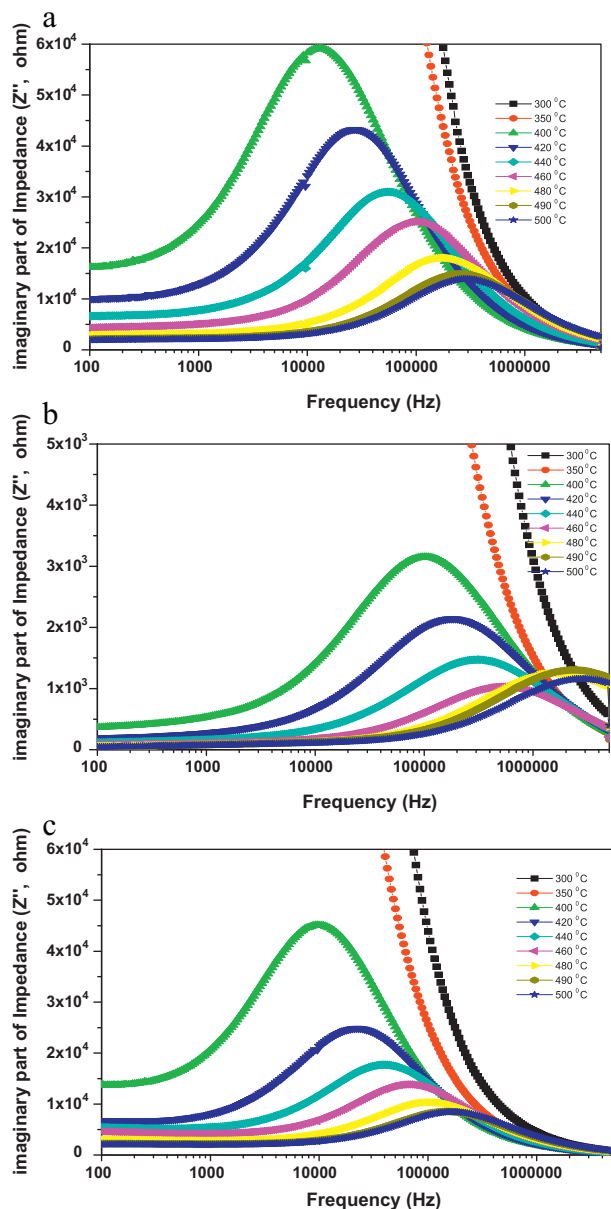 a
imaginary part of Impedance (Z'', ohm)
6x10⁴
5x10⁴
4x10⁴
3x10⁴
2x10⁴
1x10⁴
0
300 °C
350 °C
400 °C
420 °C
440 °C
460 °C
480 °C
490 °C
500 °C
100 1000 10000 100000 1000000
Frequency (Hz)
b
imaginary part of Impedance (Z'', ohm)
5x10³
4x10³
3x10³
2x10³
1x10³
0
300 °C
350 °C
400 °C
420 °C
440 °C
460 °C
480 °C
490 °C
500 °C
100 1000 10000 100000 1000000
Frequency (Hz)
c
imaginary part of Impedance (Z'', ohm)
6x10⁴
5x10⁴
4x10⁴
3x10⁴
2x10⁴
1x10⁴
0
300 °C
350 °C
400 °C
420 °C
440 °C
460 °C
480 °C
490 °C
500 °C
100 1000 10000 100000 1000000
Frequency (Hz)